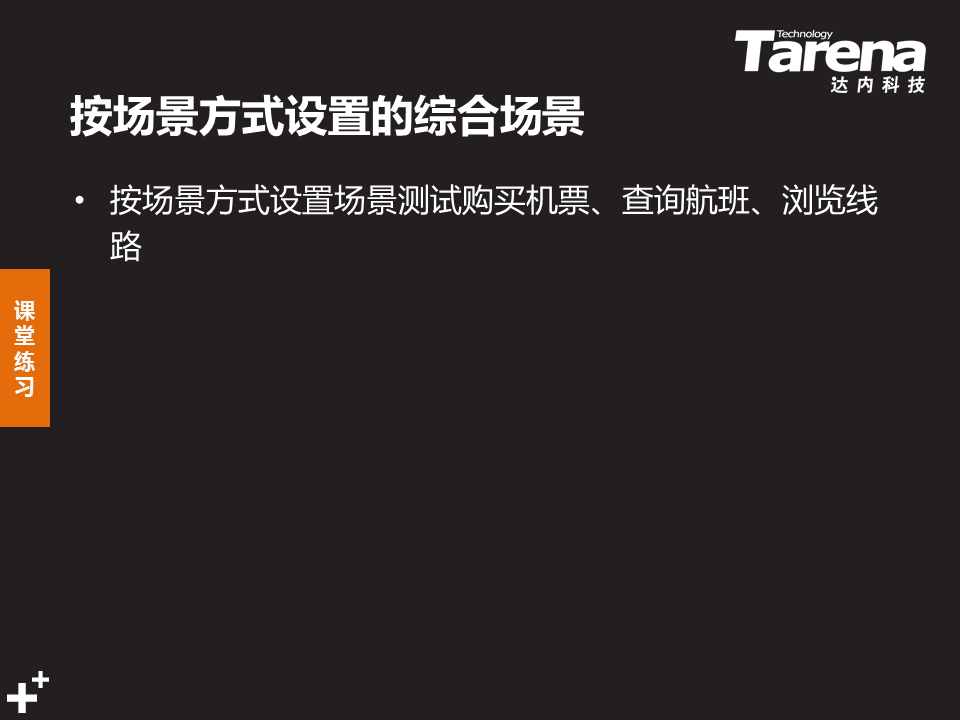 Technology
Tarena
达内科技
按场景方式设置的综合场景
• 按场景方式设置场景测试购买机票、查询航班、浏览线
路
课
堂
练
习